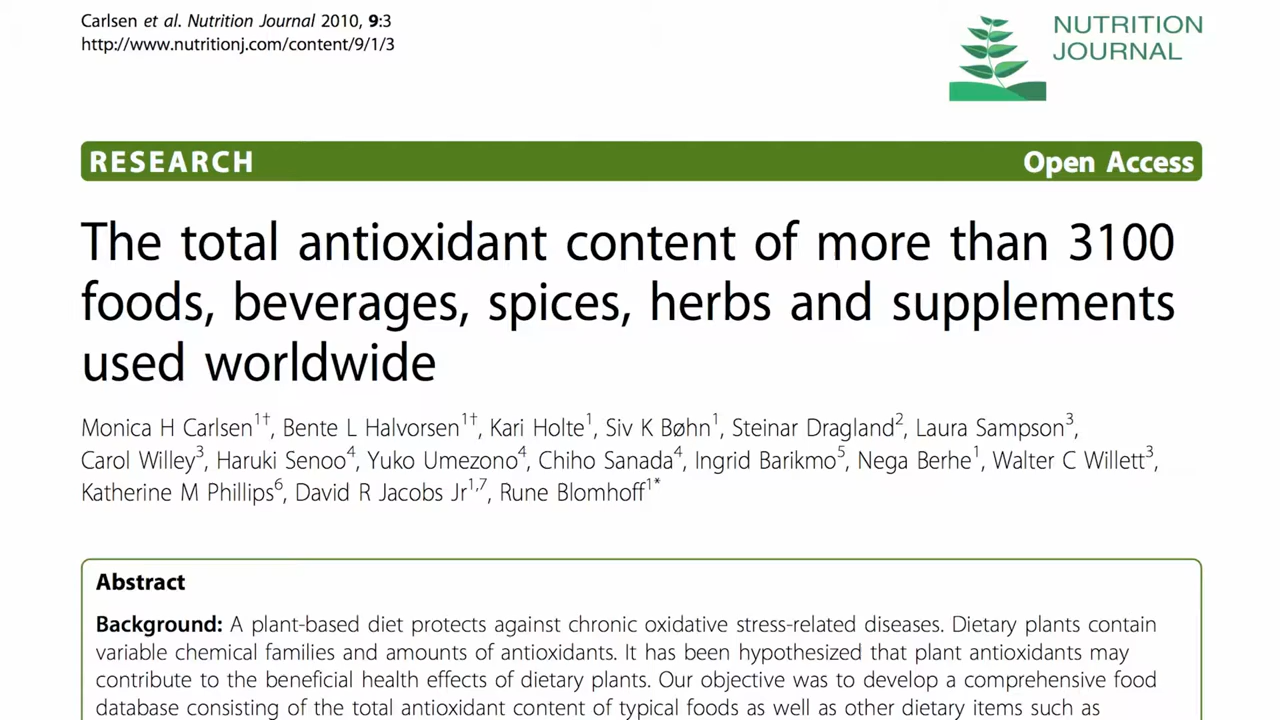 Carlsen et al. Nutrition Journal 2010, 9:3
http://www.nutritionj.com/content/9/1/3
NUTRITION
JOURNAL
RESEARCH
Open Access
The total antioxidant content of more than 3100
foods, beverages, spices, herbs and supplements
used worldwide
Monica H Carlsen1†, Bente L Halvorsen1†, Kari Holte1, Siv K Bøhn1, Steinar Dragland2, Laura Sampson3,
Carol Willey3, Haruki Senoo4, Yuko Umezono4, Chiho Sanada4, Ingrid Barikmo5, Nega Berhe1, Walter C Willett3,
Katherine M Phillips6, David R Jacobs Jr1,7, Rune Blomhoff1*
Abstract
Background: A plant-based diet protects against chronic oxidative stress-related diseases. Dietary plants contain
variable chemical families and amounts of antioxidants. It has been hypothesized that plant antioxidants may
contribute to the beneficial health effects of dietary plants. Our objective was to develop a comprehensive food
database consisting of the total antioxidant content of typical foods as well as other dietary items such as